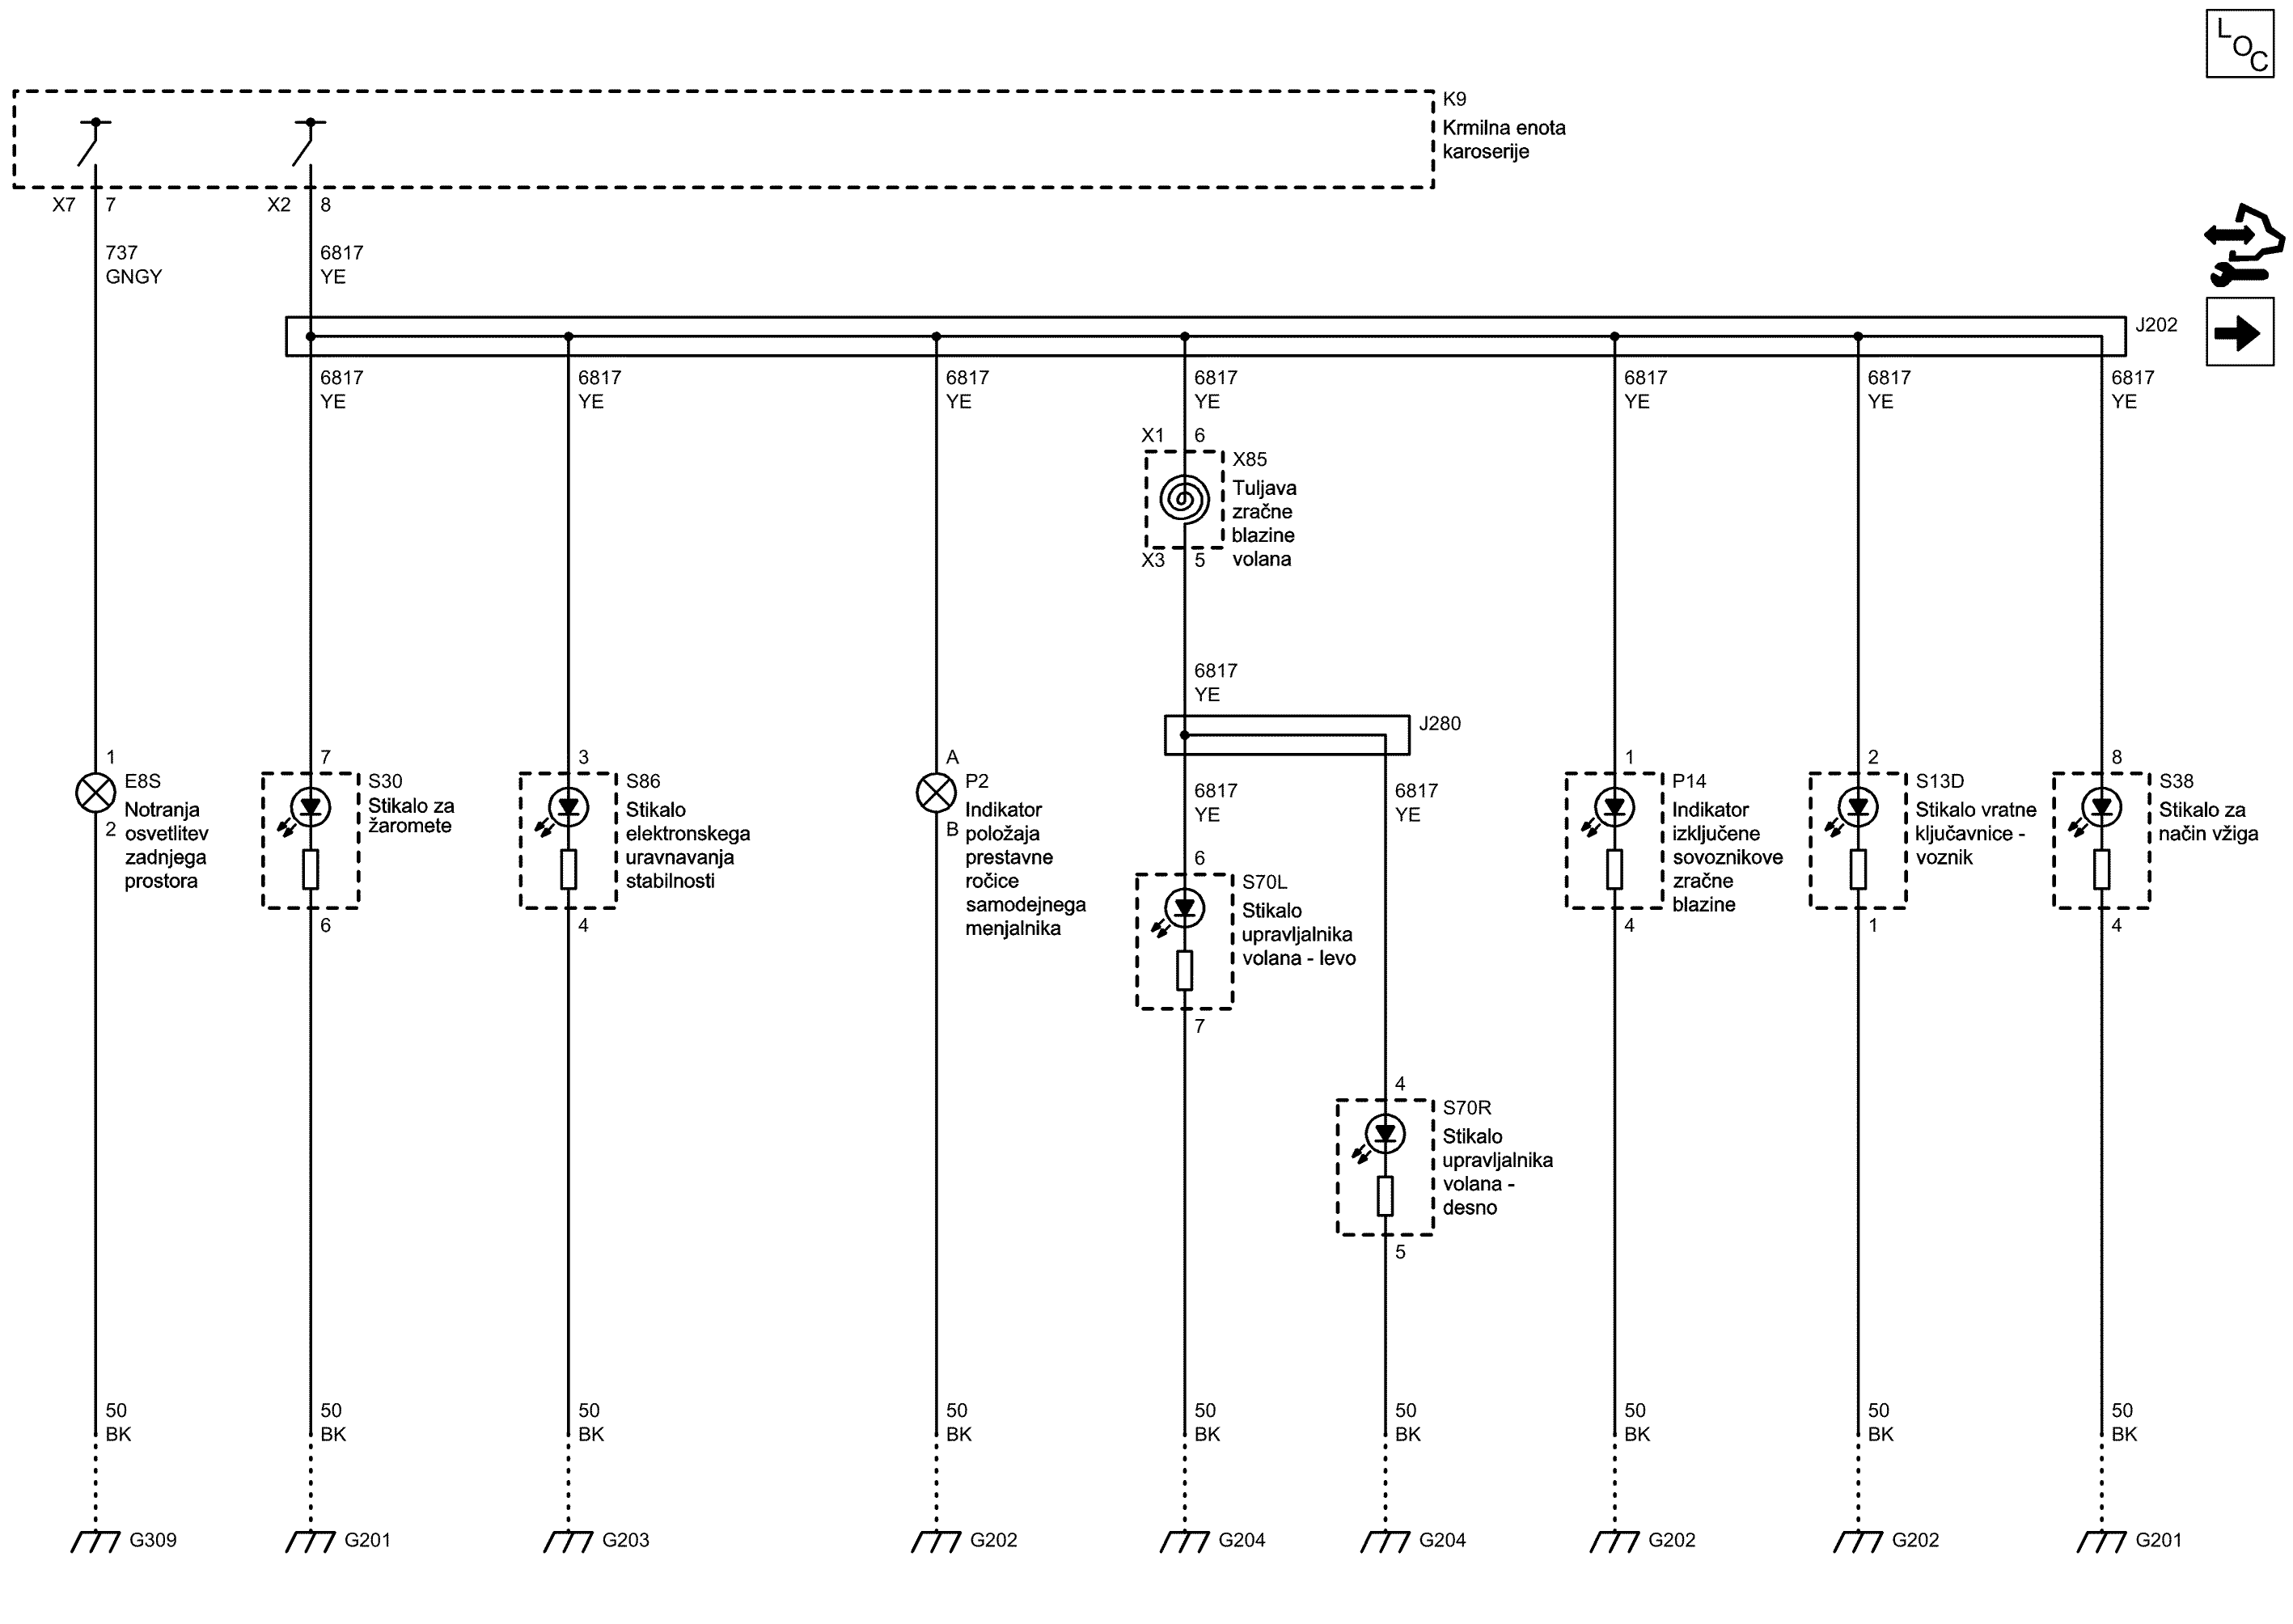 LOC
K9
Krmilna enota
karoserije
X7 7
X2 8
737
GNGY
6817
YE
J202
6817
YE
6817
YE
6817
YE
6817
YE
6817
YE
6817
YE
6817
YE
X1 6
X85
Tuljava
zračne
blazine
volana
X3 5
6817
YE
J280
6817
YE
6817
YE
1
E8S
2
Notranja
osvetlitev
zadnjega
prostora
7
S30
Stikalo za
žaromete
6
3
S86
Stikalo
elektronskega
uravnavanja
stabilnosti
4
A
P2
B
Indikator
položaja
prestavne
ročice
samodejnega
menjalnika
6
S70L
Stikalo
upravljalnika
volana - levo
7
4
S70R
Stikalo
upravljalnika
volana -
desno
5
1
P14
Indikator
izključene
sovoznikove
zračne
blazine
4
2
S13D
Stikalo vratne
ključavnice -
voznik
1
8
S38
Stikalo za
način vžiga
4
50
BK
50
BK
50
BK
50
BK
50
BK
50
BK
50
BK
50
BK
50
BK
G309
G201
G203
G202
G204
G204
G202
G202
G201